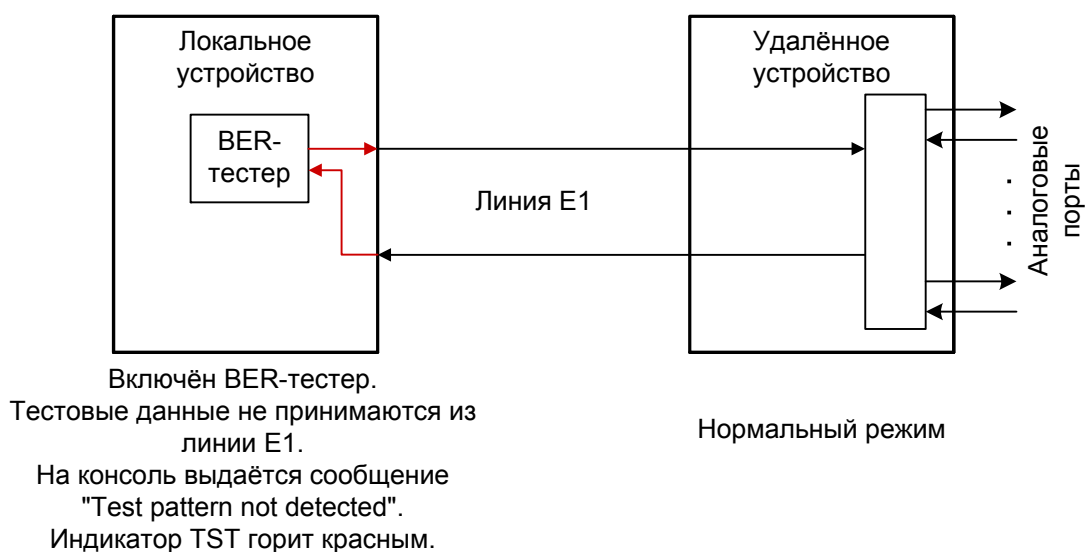 Локальное
устройство
BER-
тестер
Линия E1
Удалённое
устройство
Аналоговые
порты
Включён BER-тестер.
Тестовые данные не принимаются из
линии E1.
На консоль выдаётся сообщение
"Test pattern not detected".
Индикатор TST горит красным.
Нормальный режим